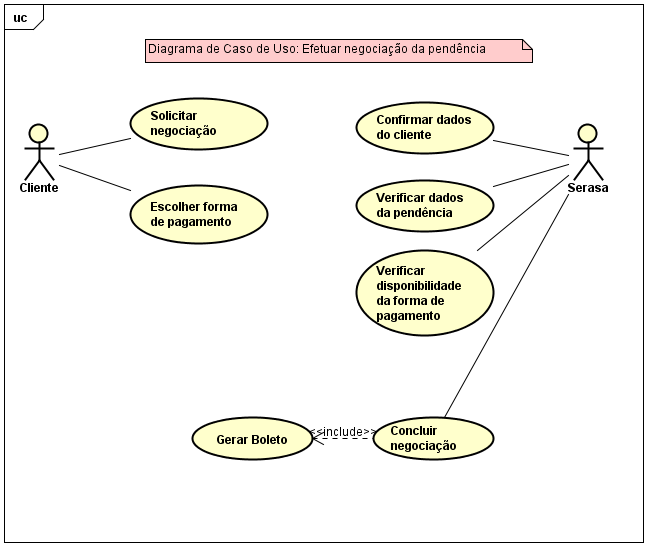 uc
Diagrama de Caso de Uso: Efetuar negociação da pendência
Solicitar
negociação
Cliente
Escolher forma
de pagamento
Confirmar dados
do cliente
Serasa
Verificar dados
da pendência
Verificar
disponibilidade
da forma de
pagamento
Gerar Boleto
<<include>>
Concluir
negociação